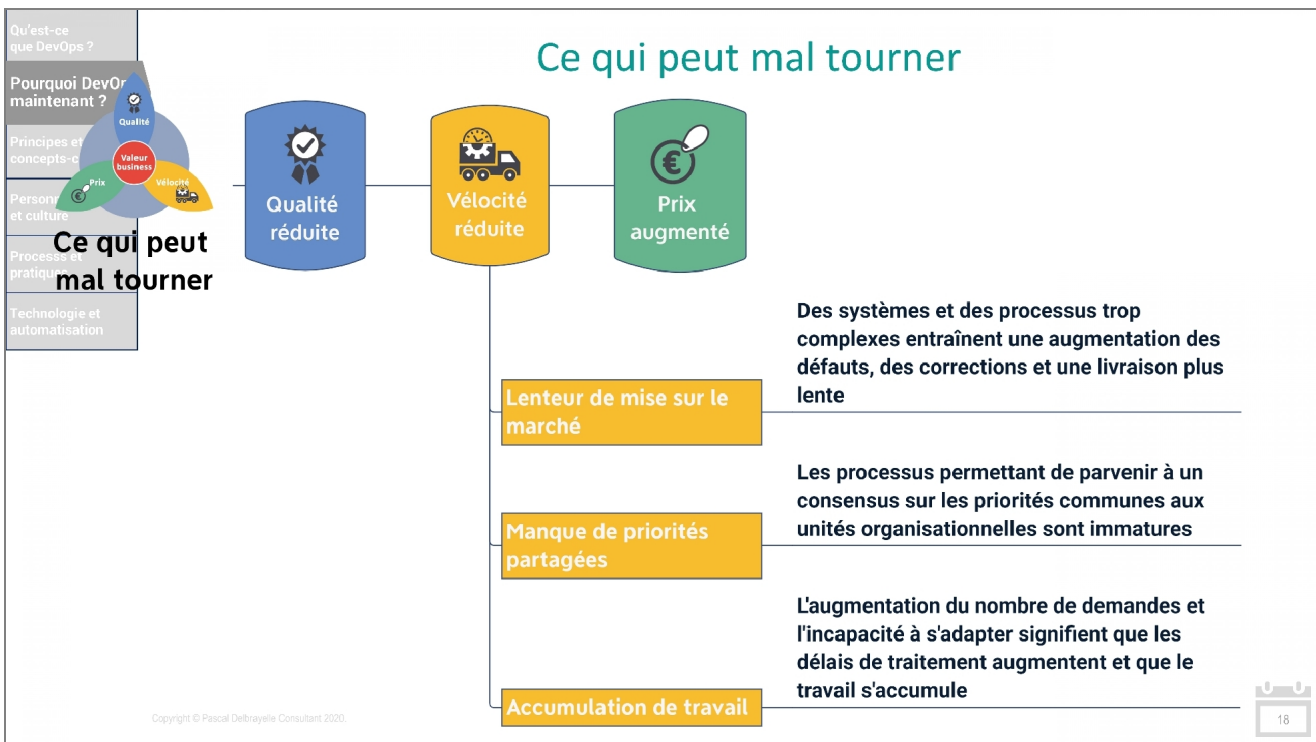 Qu'est-ce
que DevOps ?
Pourquoi DevOp
maintenant ?
Principes et
concepts-c
Person
et culture
Processs et
pratiques
Technologie et
automatisation
Qualité
Valeur
business
Prix
Vélocité
Ce qui peut
mal tourner
Ce qui peut mal tourner
Qualité
réduite
Vélocité
réduite
Prix
augmenté
Lenteur de mise sur le
marché
Des systèmes et des processus trop
complexes entraînent une augmentation des
défauts, des corrections et une livraison plus
lente
Manque de priorités
partagées
Les processus permettant de parvenir à un
consensus sur les priorités communes aux
unités organisationnelles sont immatures
Accumulation de travail
L'augmentation du nombre de demandes et
l'incapacité à s'adapter signifient que les
délais de traitement augmentent et que le
travail s'accumule
Copyright © Pascal Delbrayelle Consultant 2020.
18